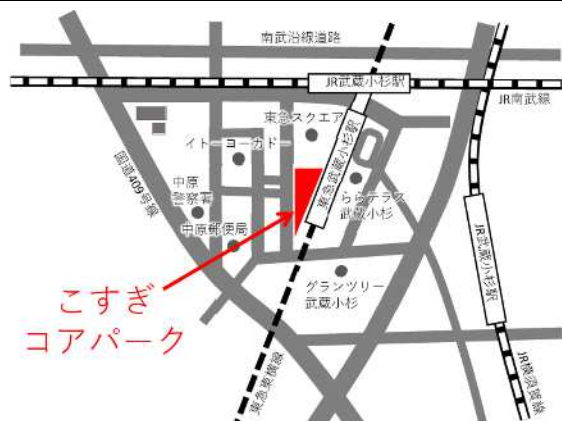 南武沿線道路
JR武蔵小杉駅
JR南武線
東急スクエア
イトーヨーカドー
東急武蔵小杉駅
国道409号線
中原
警察署
ららテラス
武蔵小杉
中原郵便局
JR武蔵小杉駅
グランツリー
武蔵小杉
こすぎ
コアパーク
東急東横線
JR横須賀線